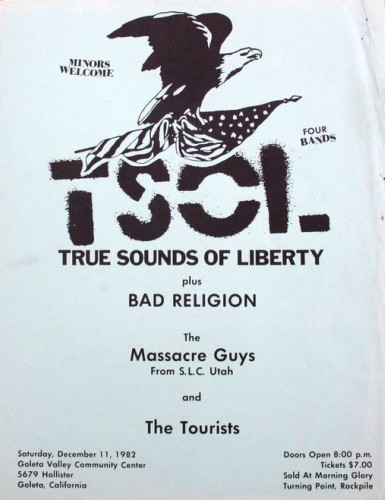 MINORS
WELCOME
FOUR
BANDS
TSOL
TRUE SOUNDS OF LIBERTY
plus
BAD RELIGION
The
Massacre Guys
From S.L.C. Utah
and
The Tourists
Saturday, December 11, 1982
Goleta Valley Community Center
5679 Hollister
Goleta, California
Doors Open 8:00 p.m.
Tickets $7.00
Sold At Morning Glory
Turning Point, Rockpile